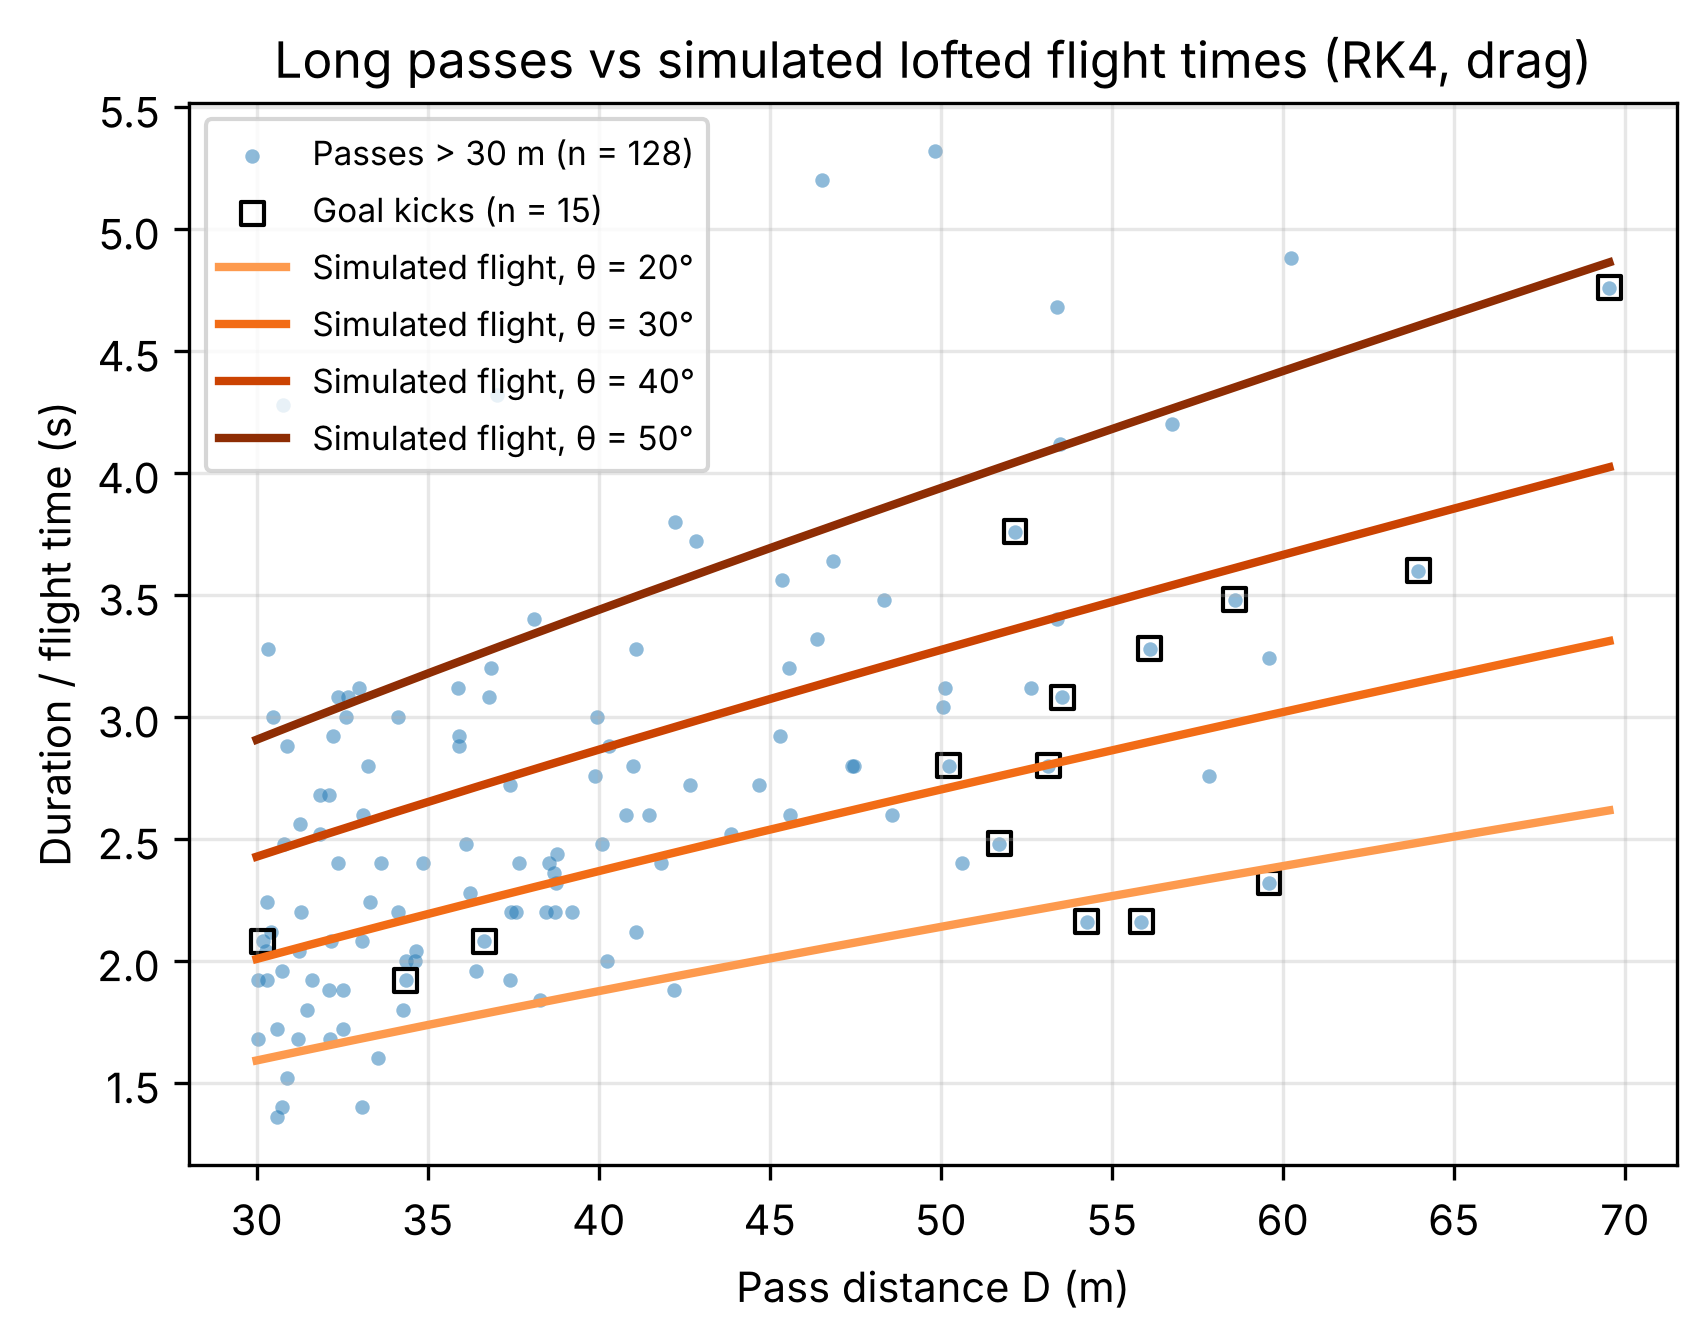 Long passes vs simulated lofted flight times (RK4, drag)
5.5
5.0
4.5
4.0
3.5
3.0
2.5
2.0
1.5
Duration / flight time (s)
Passes > 30 m (n = 128)
Goal kicks (n = 15)
Simulated flight, θ = 20°
Simulated flight, θ = 30°
Simulated flight, θ = 40°
Simulated flight, θ = 50°
30 35 40 45 50 55 60 65 70
Pass distance D (m)